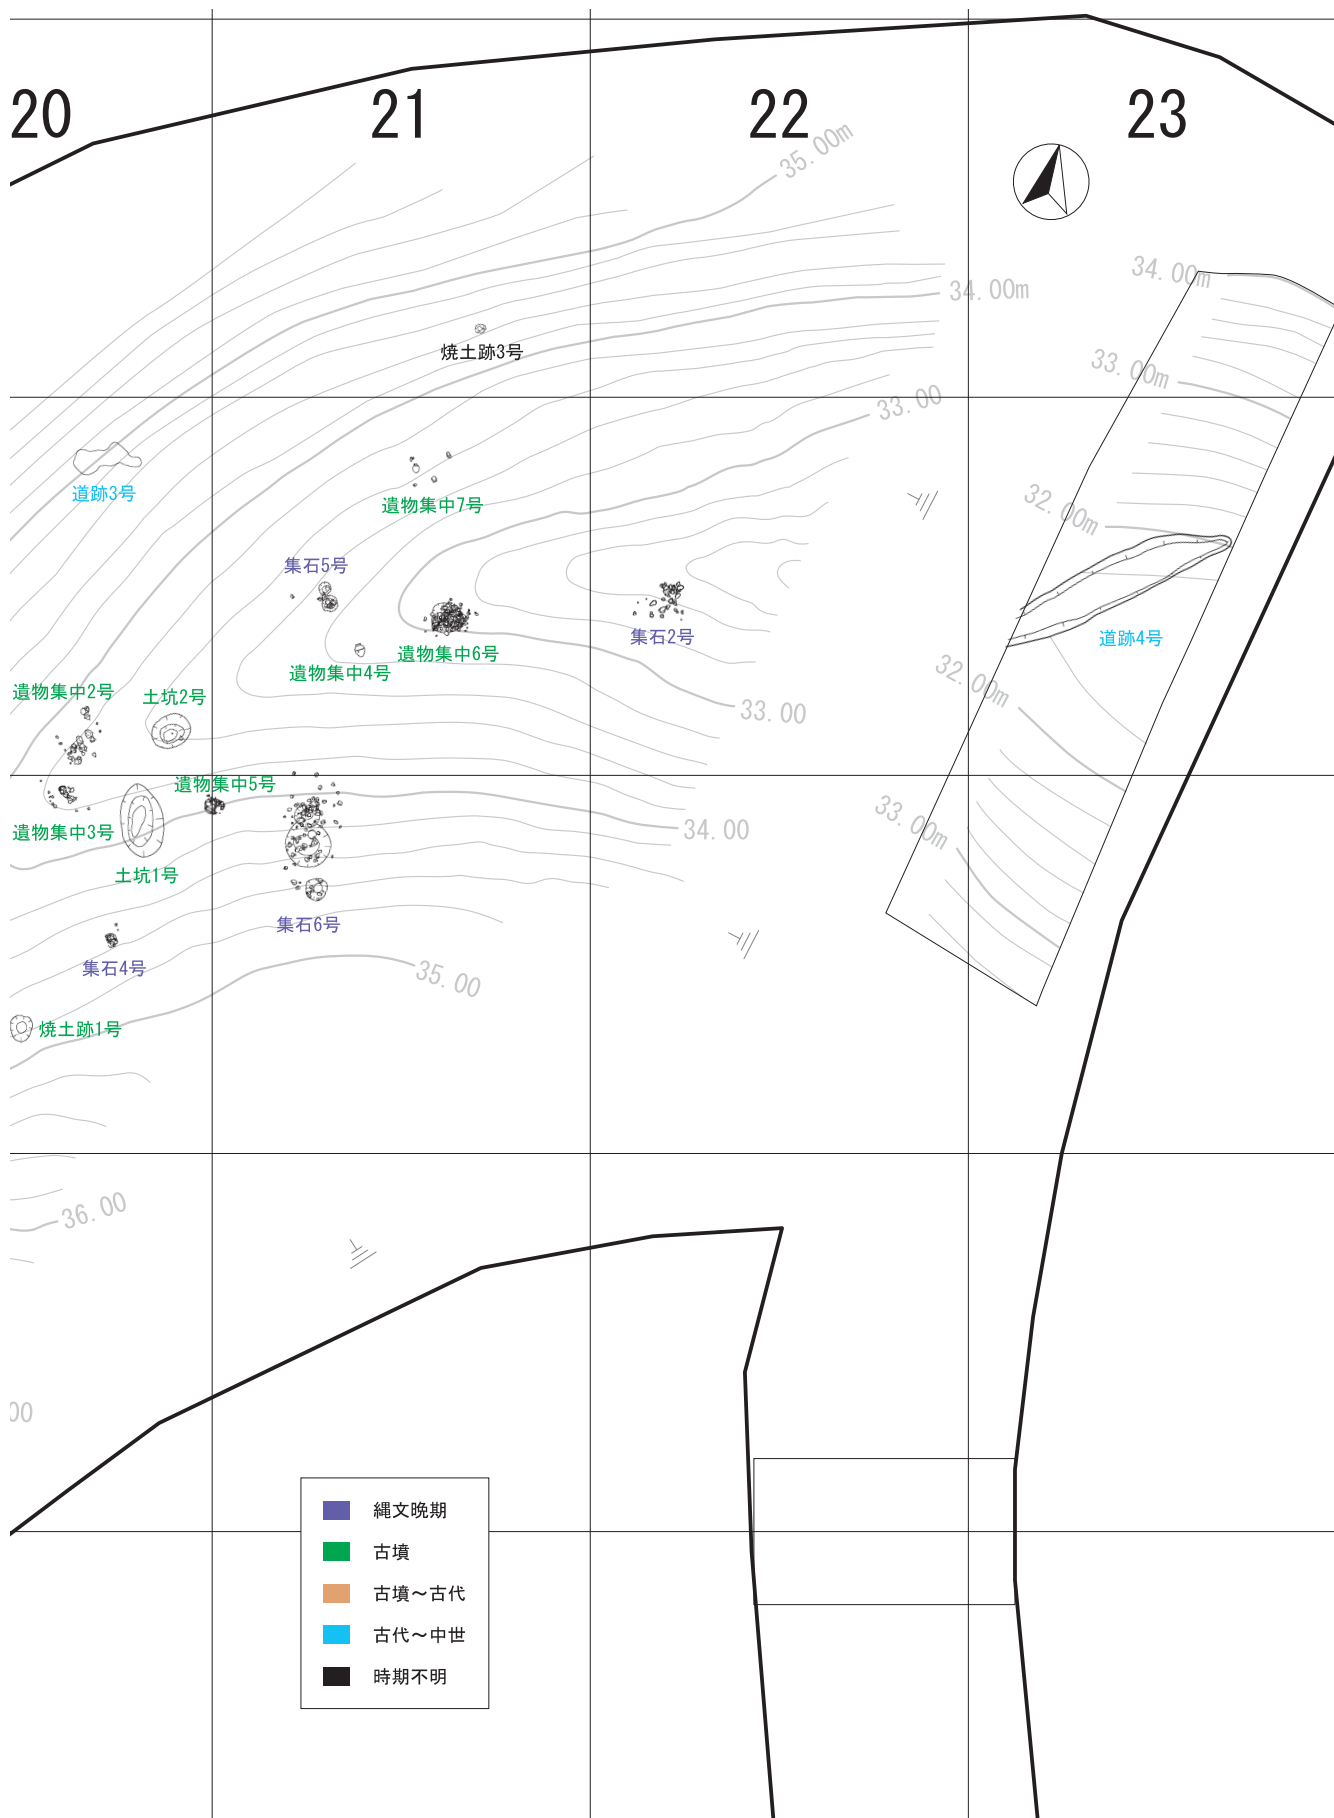 20
21
22
23
35.00m
34.00m
34.00m
焼土跡3号
33.00m
33.00
道跡3号
遺物集中7号
32.00m
集石5号
集石2号
道跡4号
遺物集中6号
遺物集中4号
32.00m
遺物集中2号
土坑2号
33.00
遺物集中5号
遺物集中3号
34.00
33.00m
土坑1号
集石6号
集石4号
35.00
焼土跡1号
36.00
00
縄文晩期
古墳
古墳～古代
古代～中世
時期不明